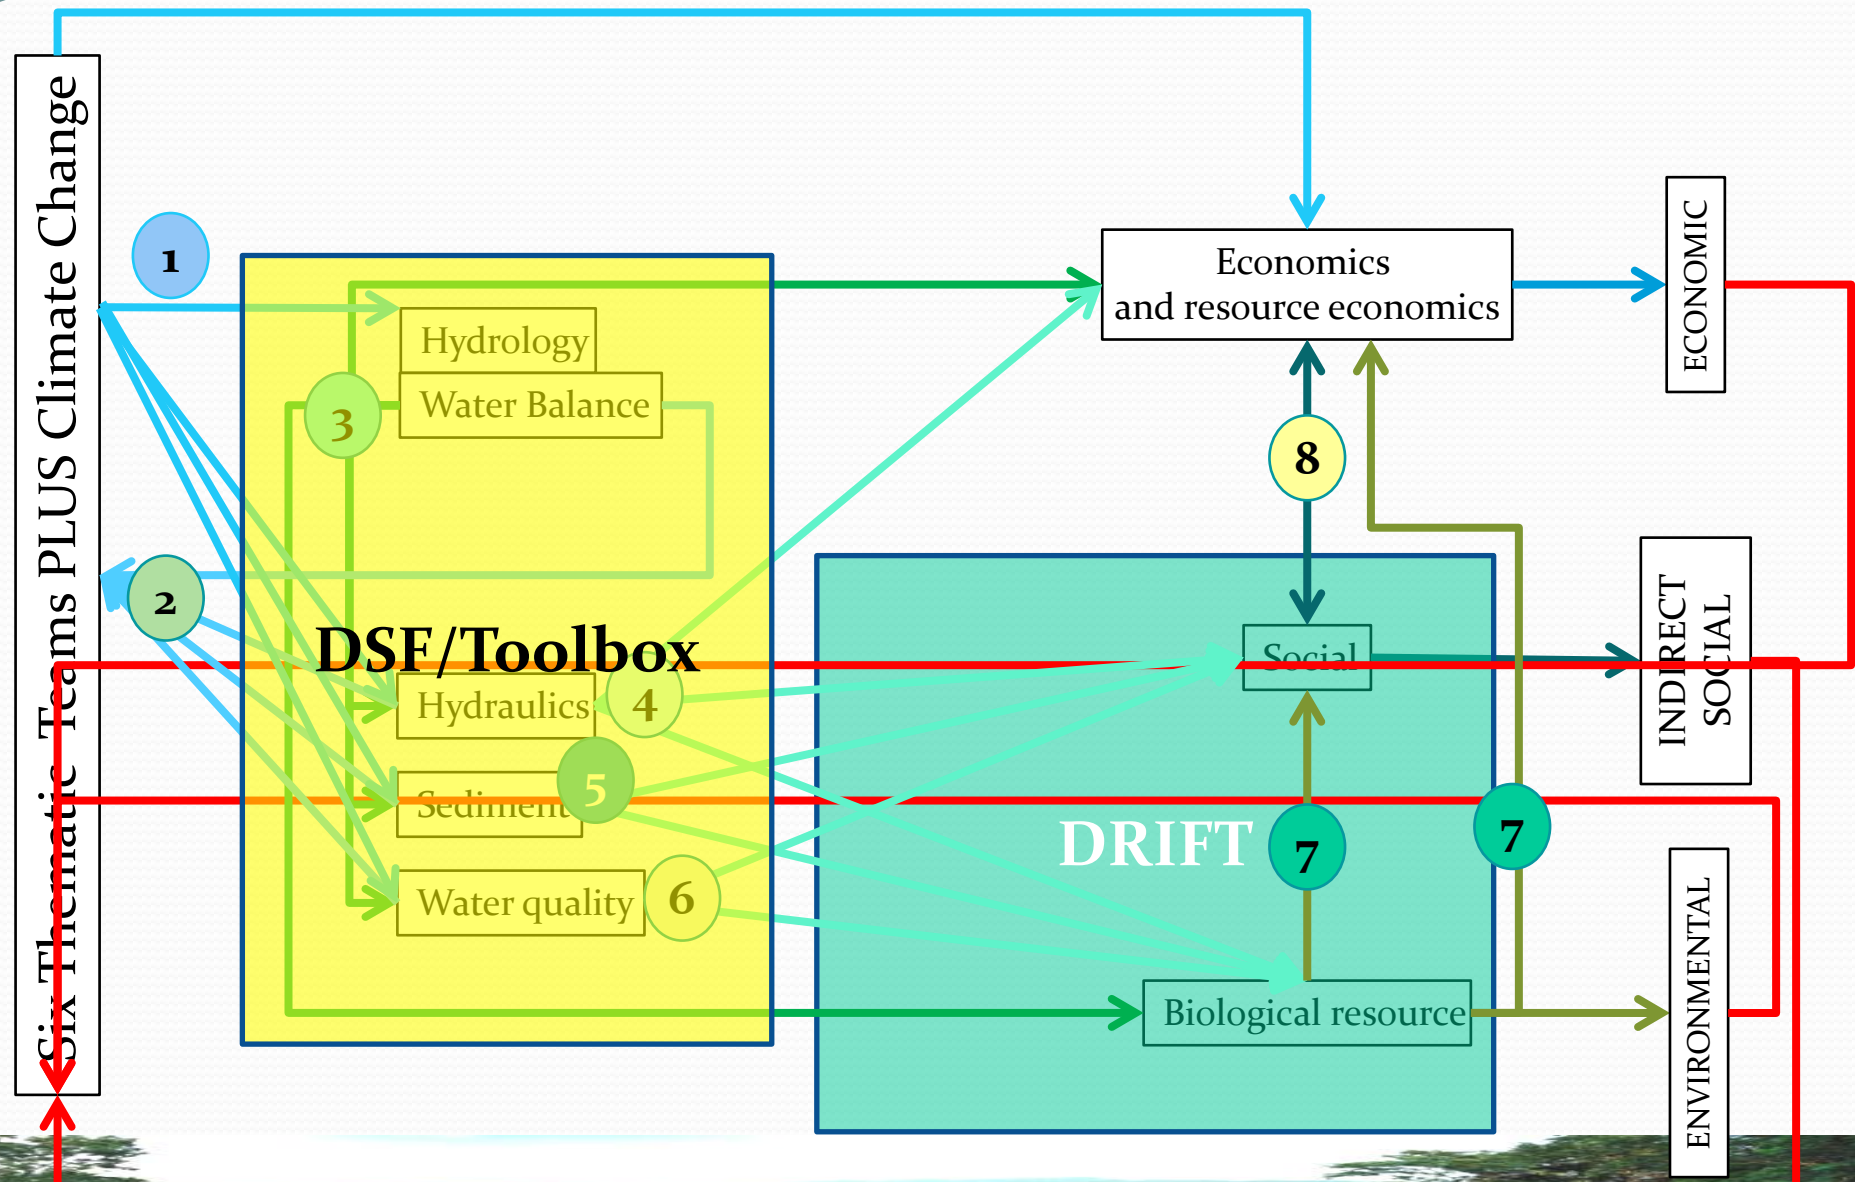 Six Thematic Teams PLUS Climate Change
1
Economics
and resource economics
ECONOMIC
Hydrology
Water Balance
3
8
2
DSF/Toolbox
Social
INDIRECT
SOCIAL
Hydraulics
4
5
Sediment
DRIFT
7
7
Water quality
6
Biological resource
ENVIRONMENTAL